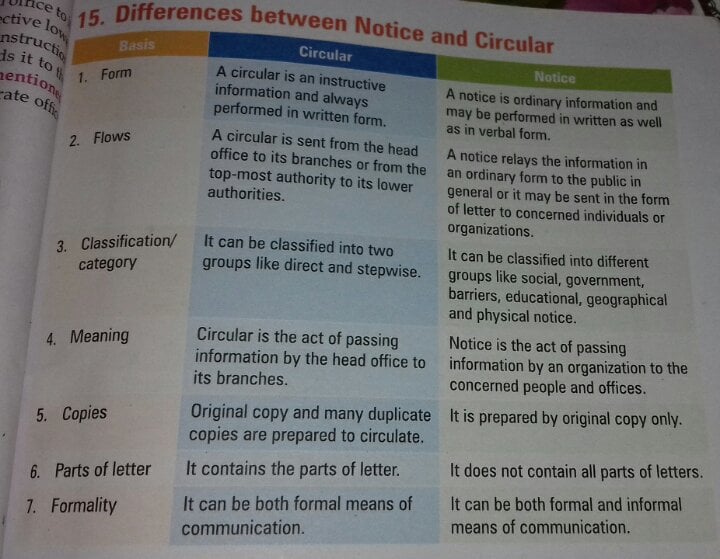 ective low
nstruction
ds it to th
mentione
rate offic
15. Differences between Notice and Circular
Basis
Circular
Notice
1. Form
A circular is an instructive
information and always
performed in written form.
A notice is ordinary information and
may be performed in written as well
as in verbal form.
2. Flows
A circular is sent from the head
office to its branches or from the
top-most authority to its lower
authorities.
A notice relays the information in
an ordinary form to the public in
general or it may be sent in the form
of letter to concerned individuals or
organizations.
3. Classification/
category
It can be classified into two
groups like direct and stepwise.
It can be classified into different
groups like social, government,
barriers, educational, geographical
and physical notice.
4. Meaning
Circular is the act of passing
information by the head office to
its branches.
Notice is the act of passing
information by an organization to the
concerned people and offices.
5. Copies
Original copy and many duplicate
copies are prepared to circulate.
It is prepared by original copy only.
6. Parts of letter
It contains the parts of letter.
It does not contain all parts of letters.
7. Formality
It can be both formal means of
communication.
It can be both formal and informal
means of communication.